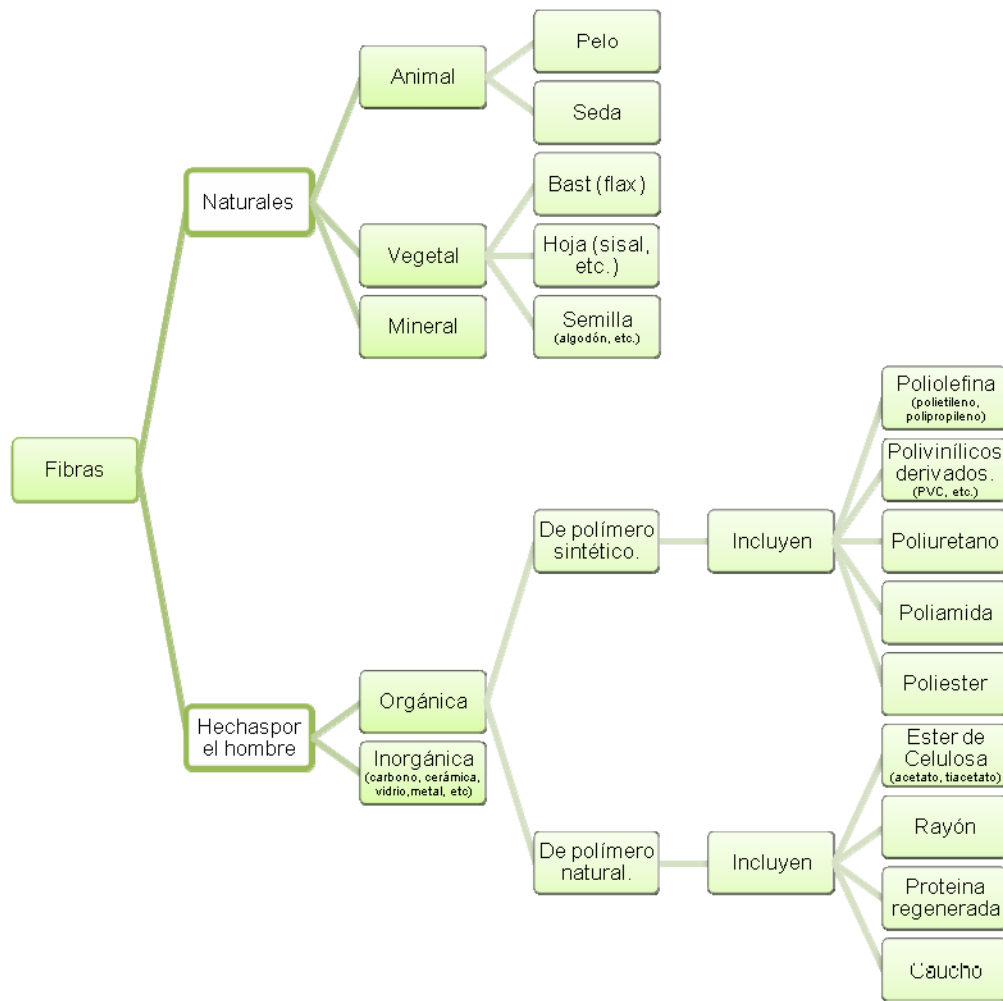 Fibras
Naturales
Animal
Pelo
Seda
Vegetal
Bast (flax)
Hoja (sisal,
etc.)
Semilla
(algodón, etc.)
Mineral
Hechaspor
el hombre
Orgánica
De polímero
sintético.
Incluyen
Poliolefina
(polietileno,
polipropileno)
Polivinílicos
derivados.
(PVC, etc.)
Poliuretano
Poliamida
Poliester
De polímero
natural.
Incluyen
Ester de
Celulosa
(acetato, tiacetato)
Rayón
Proteina
regenerada
Caucho
Inorgánica
(carbono, cerámica,
vidrio,metal, etc)